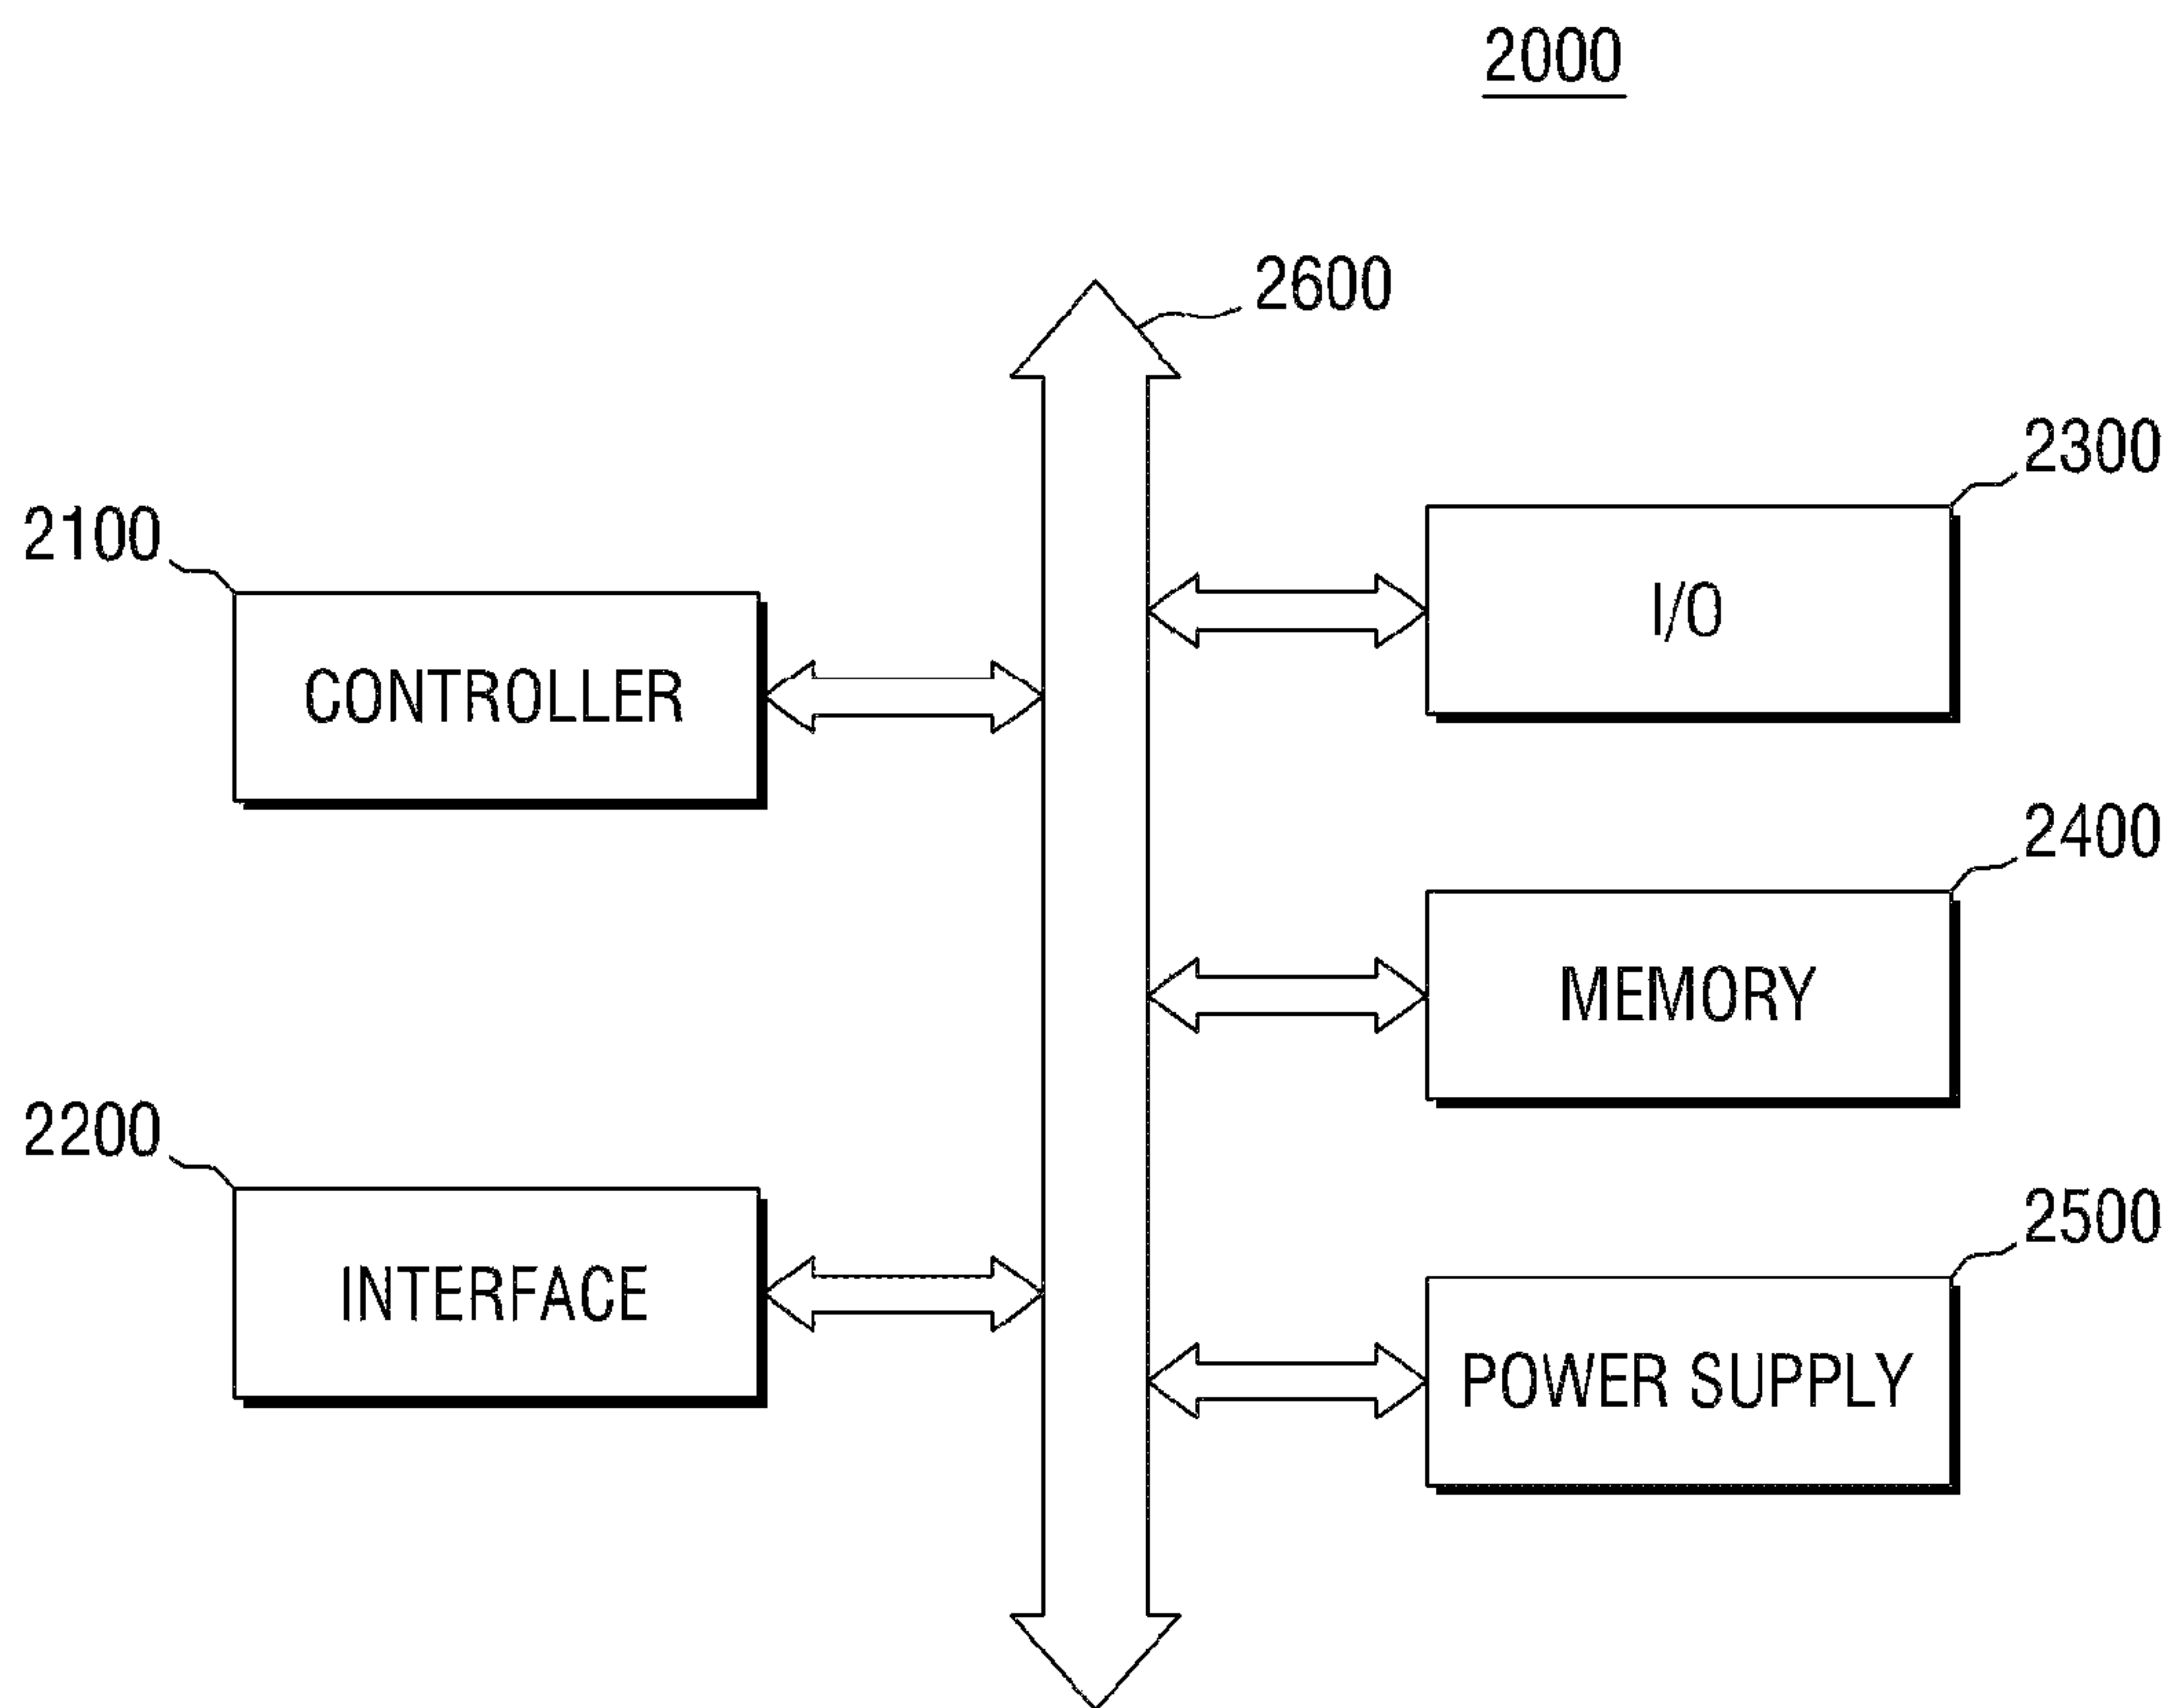 2000
2600
2300
2100
I/O
CONTROLLER
2400
MEMORY
2200
2500
INTERFACE
POWER SUPPLY